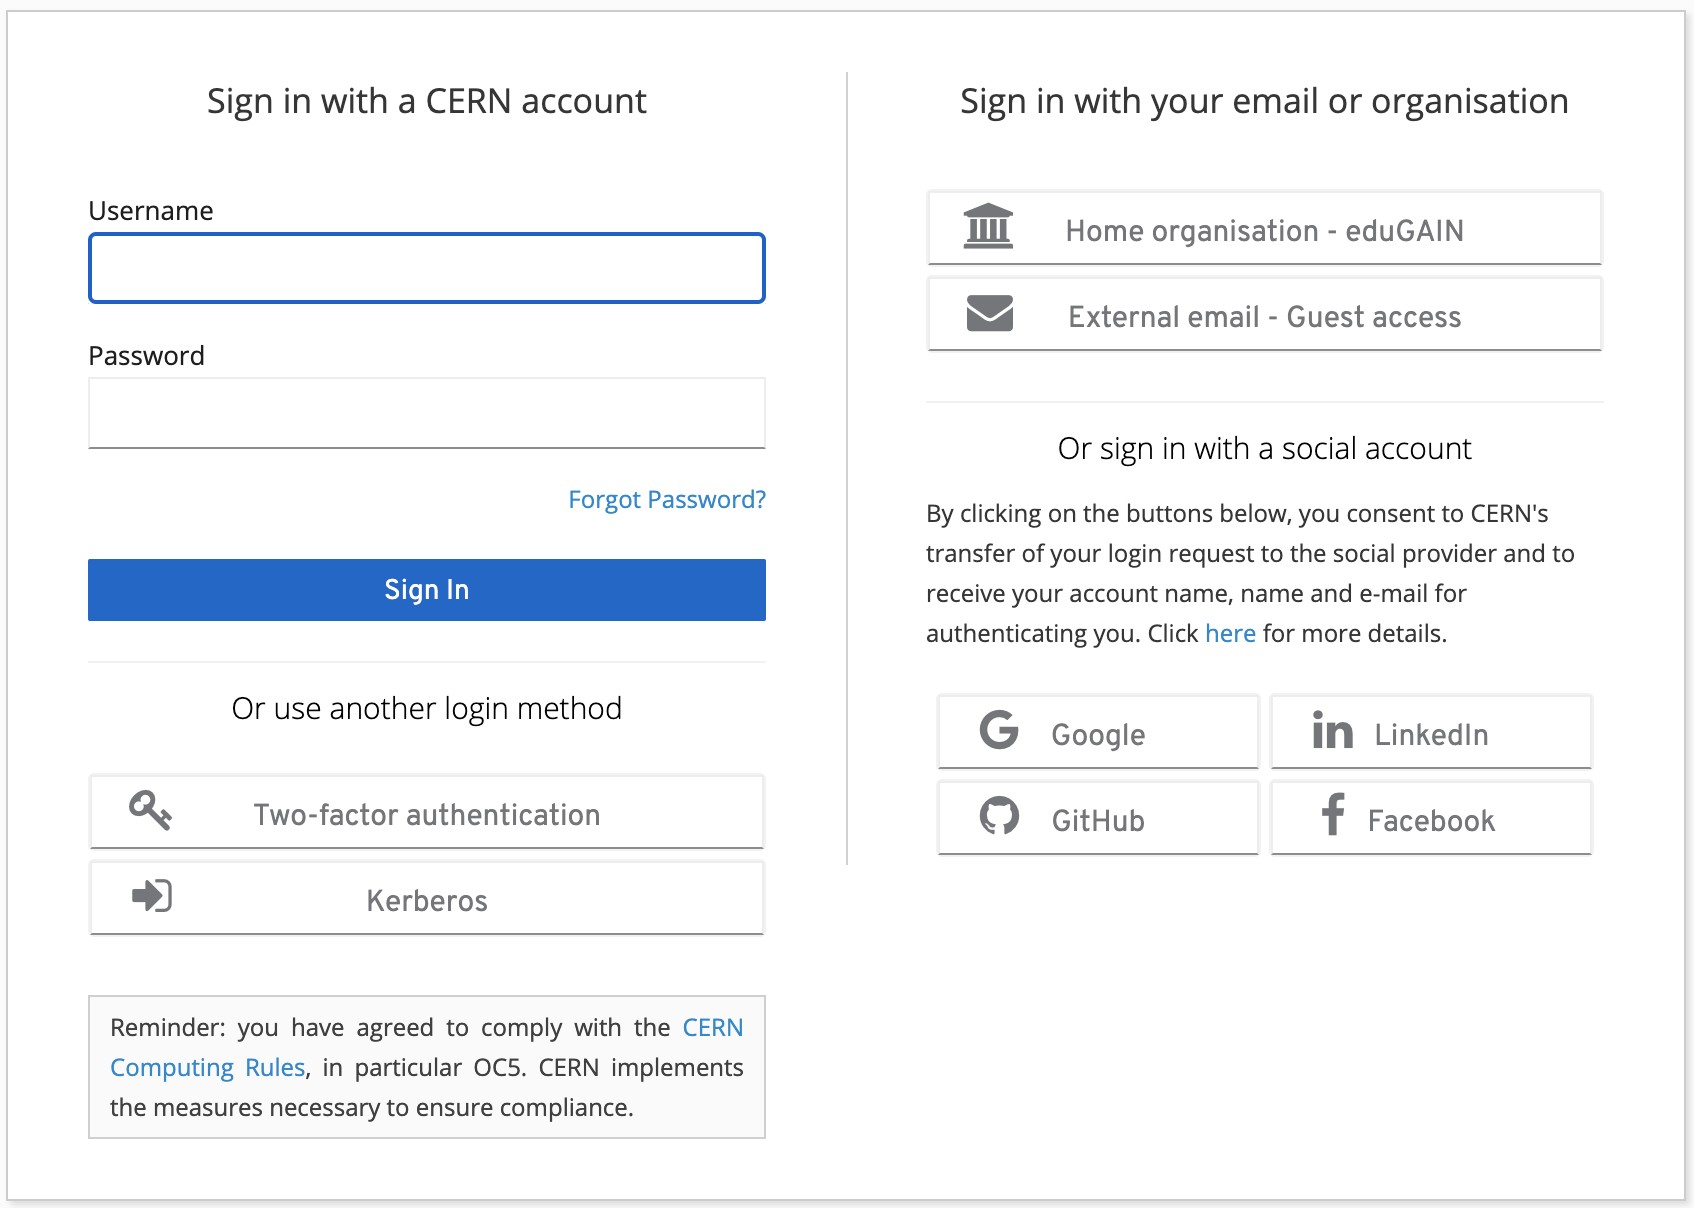 Sign in with a CERN account
Username
Password
Forgot Password?
Sign In
Or use another login method
Two-factor authentication
Kerberos
Reminder: you have agreed to comply with the CERN
Computing Rules, in particular OC5. CERN implements
the measures necessary to ensure compliance.
Sign in with your email or organisation
Home organisation - eduGAIN
External email - Guest access
Or sign in with a social account
By clicking on the buttons below, you consent to CERN's
transfer of your login request to the social provider and to
receive your account name, name and e-mail for
authenticating you. Click here for more details.
Google
LinkedIn
GitHub
Facebook